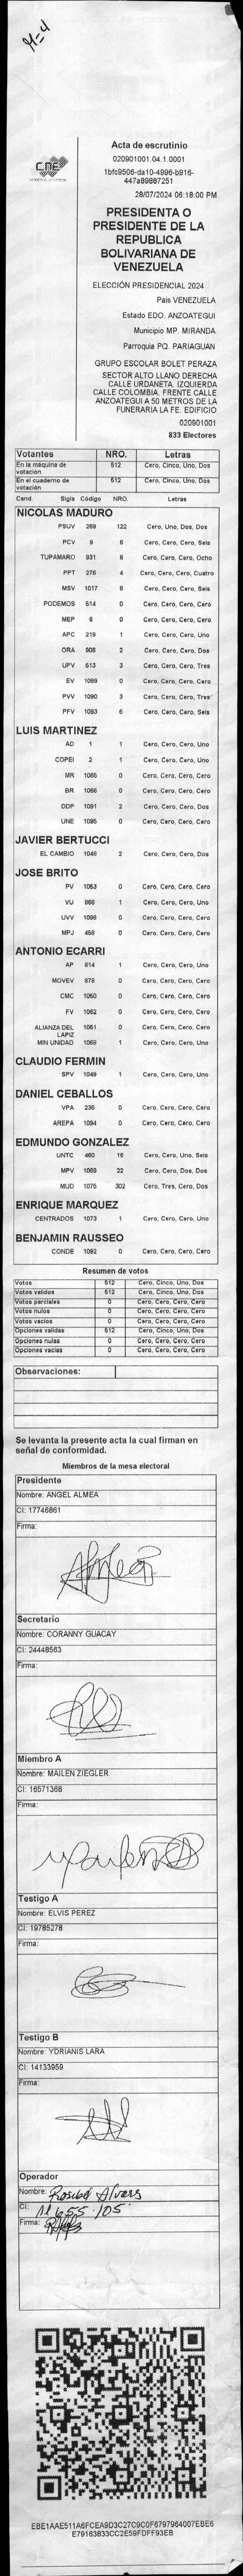 M=4
CNE
Acta de escrutinio
020901001.04.1.0001
1bfc9506-da10-4996-b916-
447a89887251
28/07/2024 06:18:00 PM
PRESIDENTA O
PRESIDENTE DE LA
REPUBLICA
BOLIVARIANA DE
VENEZUELA
ELECCIÓN PRESIDENCIAL 2024
Pais VENEZUELA
Estado EDO. ANZOATEGUI
Municipio MP. MIRANDA
Parroquia PQ. PARIAGUAN
GRUPO ESCOLAR BOLET PERAZA
SECTOR ALTO LLANO DERECHA
CALLE URDANETA. IZQUIERDA
CALLE COLOMBIA. FRENTE CALLE
ANZOATEGUI A 50 METROS DE LA
FUNERARIA LA FE. EDIFICIO
020901001
833 Electores
Votantes NRO. Letras
En la máquina de votación 512 Cero, Cinco, Uno, Dos
En el cuaderno de votación 512 Cero, Cinco, Uno, Dos
Cand. Sigla Código NRO. Letras
NICOLAS MADURO
PSUV 269 122 Cero, Uno, Dos, Dos
PCV 9 6 Cero, Cero, Cero, Seis
TUPAMARO 931 8 Cero, Cero, Cero, Ocho
PPT 276 4 Cero, Cero, Cero, Cuatro
MSV 1017 6 Cero, Cero, Cero, Seis
PODEMOS 514 0 Cero, Cero, Cero, Cero
MEP 6 0 Cero, Cero, Cero, Cero
APC 219 1 Cero, Cero, Cero, Uno
ORA 906 2 Cero, Cero, Cero, Dos
UPV 513 3 Cero, Cero, Cero, Tres
EV 1089 0 Cero, Cero, Cero, Cero
PVV 1090 3 Cero, Cero, Cero, Tres
PFV 1093 6 Cero, Cero, Cero, Seis
LUIS MARTINEZ
AD 1 1 Cero, Cero, Cero, Uno
COPEI 2 1 Cero, Cero, Cero, Uno
MR 1065 0 Cero, Cero, Cero, Cero
BR 1066 0 Cero, Cero, Cero, Cero
DDP 1091 2 Cero, Cero, Cero, Dos
UNE 1095 0 Cero, Cero, Cero, Cero
JAVIER BERTUCCI
EL CAMBIO 1048 2 Cero, Cero, Cero, Dos
JOSE BRITO
PV 1053 0 Cero, Cero, Cero, Cero
VU 869 1 Cero, Cero, Cero, Uno
UVV 1096 0 Cero, Cero, Cero, Cero
MPJ 459 0 Cero, Cero, Cero, Cero
ANTONIO ECARRI
AP 814 1 Cero, Cero, Cero, Uno
MOVEV 878 0 Cero, Cero, Cero, Cero
CMC 1050 0 Cero, Cero, Cero, Cero
FV 1062 0 Cero, Cero, Cero, Cero
ALIANZA DEL LAPIZ 1051 0 Cero, Cero, Cero, Cero
MIN UNIDAD 1068 1 Cero, Cero, Cero, Uno
CLAUDIO FERMIN
SPV 1049 1 Cero, Cero, Cero, Uno
DANIEL CEBALLOS
VPA 236 0 Cero, Cero, Cero, Cero
AREPA 1094 0 Cero, Cero, Cero, Cero
EDMUNDO GONZALEZ
UNTC 460 16 Cero, Cero, Uno, Seis
MPV 1069 22 Cero, Cero, Dos, Dos
MUD 1075 302 Cero, Tres, Cero, Dos
ENRIQUE MARQUEZ
CENTRADOS 1073 1 Cero, Cero, Cero, Uno
BENJAMIN RAUSSEO
CONDE 1092 0 Cero, Cero, Cero, Cero
Resumen de votos
Votos 512 Cero, Cinco, Uno, Dos
Votos validos 512 Cero, Cinco, Uno, Dos
Votos parciales 0 Cero, Cero, Cero, Cero
Votos nulos 0 Cero, Cero, Cero, Cero
Votos vacios 0 Cero, Cero, Cero, Cero
Opciones validas 512 Cero, Cinco, Uno, Dos
Opciones nulas 0 Cero, Cero, Cero, Cero
Opciones vacias 0 Cero, Cero, Cero, Cero
Observaciones:
Se levanta la presente acta la cual firman en
señal de conformidad.
Miembros de la mesa electoral
Presidente
Nombre: ANGEL ALMEA
CI: 17746861
Firma:
Secretario
Nombre: CORANNY GUACAY
CI: 24448563
Firma:
Miembro A
Nombre: MAILEN ZIEGLER
CI: 16571368
Firma:
Testigo A
Nombre: ELVIS PEREZ
CI: 19785278
Firma:
Testigo B
Nombre: YDRIANIS LARA
CI: 14133959
Firma:
Operador
Nombre:
CI: 11 655.105
Firma:
EBE1AAE511A6FCEA9D3C27C9C0F6797964007EBE6
E79163833CC2E59FDFF93EB